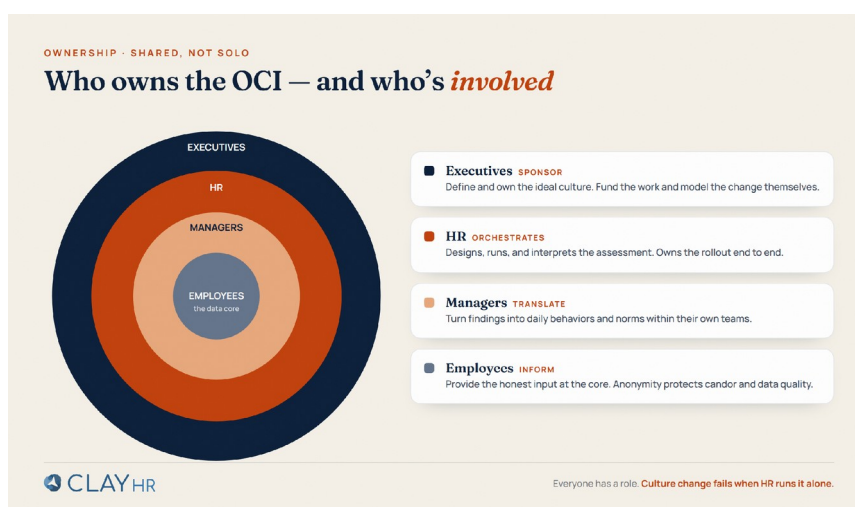 OWNERSHIP · SHARED, NOT SOLO
Who owns the OCI — and who's involved
EXECUTIVES
HR
MANAGERS
EMPLOYEES
the data core
Executives SPONSOR
Define and own the ideal culture. Fund the work and model the change themselves.
HR ORCHESTRATES
Designs, runs, and interprets the assessment. Owns the rollout end to end.
Managers TRANSLATE
Turn findings into daily behaviors and norms within their own teams.
Employees INFORM
Provide the honest input at the core. Anonymity protects candor and data quality.
CLAY HR
Everyone has a role. Culture change fails when HR runs it alone.